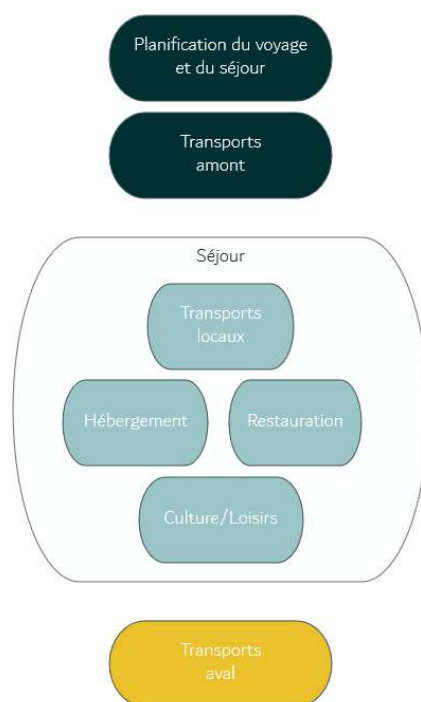 Planification du voyage
et du séjour
Transports
amont
Séjour
Transports
locaux
Hébergement
Restauration
Culture/Loisirs
Transports
aval